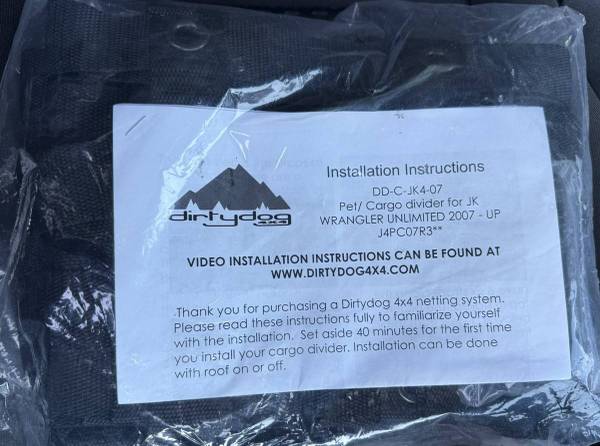 Installation Instructions
DD-C-JK4-07
Pet/ Cargo divider for JK
WRANGLER UNLIMITED 2007 - UP
J4PC07R3**
dirtydog
4x4
VIDEO INSTALLATION INSTRUCTIONS CAN BE FOUND AT
WWW.DIRTYDOG4X4.COM
Thank you for purchasing a Dirtydog 4x4 netting system.
Please read these instructions fully to familiarize yourself
with the installation. Set aside 40 minutes for the first time
you install your cargo divider. Installation can be done
with roof on or off.